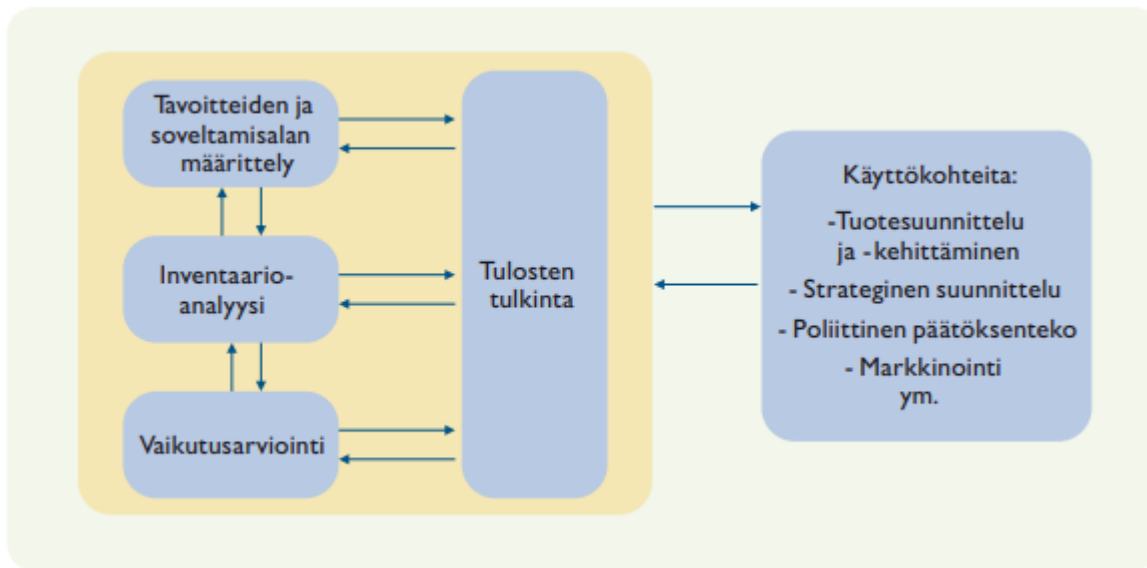 Tavoitteiden ja
soveltamisalan
määrittely
Inventaario-
analyysi
Vaikutusarviointi
Tulosten
tulkinta
Käyttökohteita:
-Tuotesuunnittelu
ja -kehittäminen
- Strateginen suunnittelu
- Poliittinen päätöksenteko
- Markkinointi
ym.